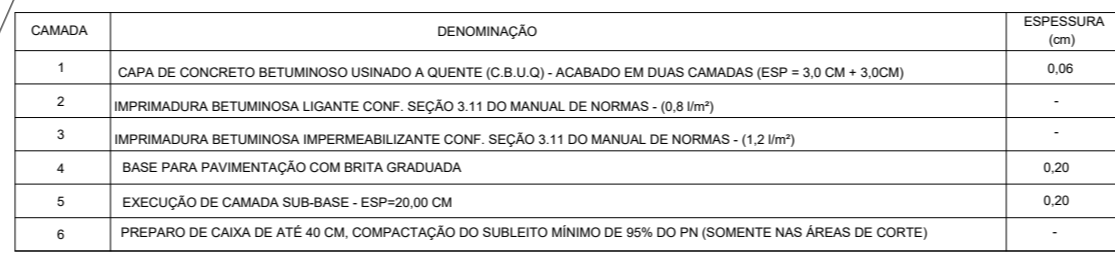 CAMADA DENOMINAÇÃO ESPESSURA (cm)
1 CAPA DE CONCRETO BETUMINOSO USINADO A QUENTE (C.B.U.Q) - ACABADO EM DUAS CAMADAS (ESP = 3,0 CM + 3,0CM) 0,06
2 IMPRIMADURA BETUMINOSA LIGANTE CONF. SEÇÃO 3.11 DO MANUAL DE NORMAS - (0,8 l/m²) -
3 IMPRIMADURA BETUMINOSA IMPERMEABILIZANTE CONF. SEÇÃO 3.11 DO MANUAL DE NORMAS - (1,2 l/m²) -
4 BASE PARA PAVIMENTAÇÃO COM BRITA GRADUADA 0,20
5 EXECUÇÃO DE CAMADA SUB-BASE - ESP=20,00 CM 0,20
6 PREPARO DE CAIXA DE ATÉ 40 CM, COMPACTAÇÃO DO SUBLEITO MÍNIMO DE 95% DO PN (SOMENTE NAS ÁREAS DE CORTE) -